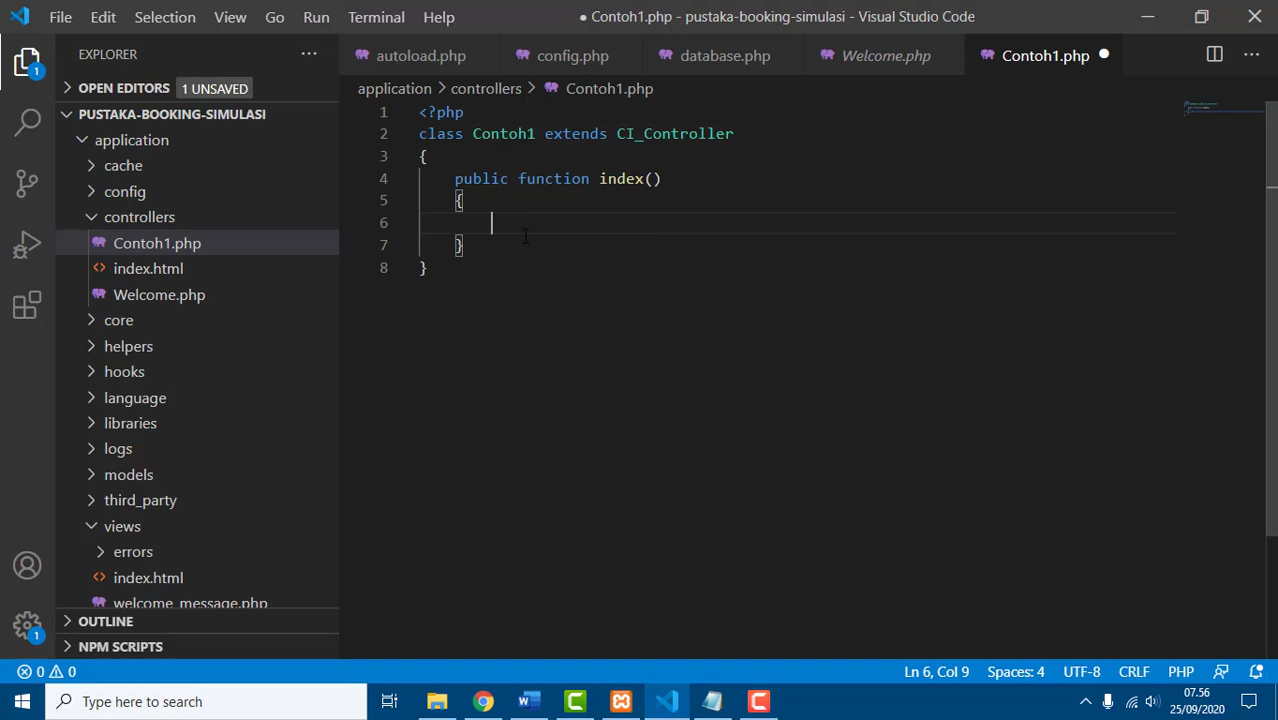 File Edit Selection View Go Run Terminal Help ● Contoh1.php - pustaka-booking-simulasi - Visual Studio Code
EXPLORER ...
autoload.php config.php database.php Welcome.php Contoh1.php
OPEN EDITORS 1 UNSAVED
application > controllers > Contoh1.php
PUSTAKA-BOOKING-SIMULASI
application
cache
config
controllers
Contoh1.php
index.html
Welcome.php
core
helpers
hooks
language
libraries
logs
models
third_party
views
errors
index.html
welcome_message.php
OUTLINE
NPM SCRIPTS
1 <?php
2 class Contoh1 extends CI_Controller
3 {
4 public function index()
5 {
6
7 }
8 }
1
1
0 0 Ln 6, Col 9 Spaces: 4 UTF-8 CRLF PHP
Type here to search
07.56
25/09/2020